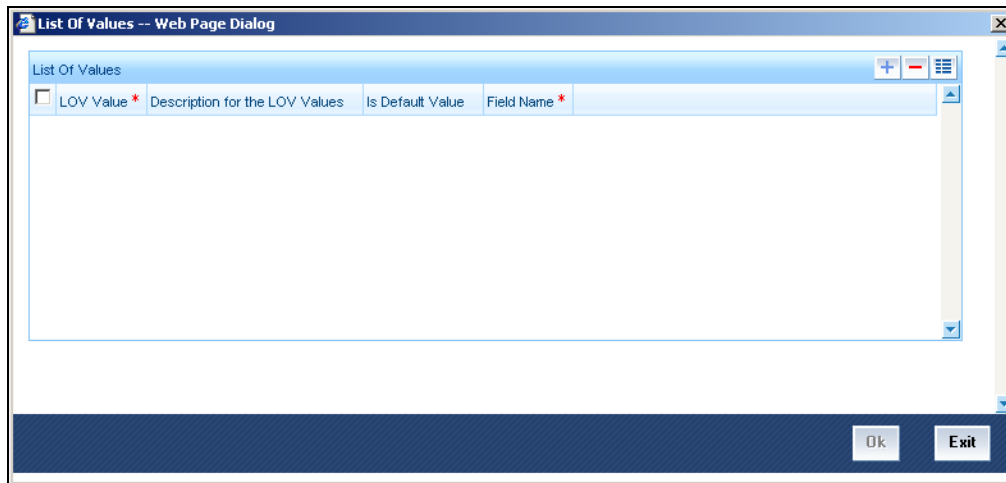 List Of Values -- Web Page Dialog
List Of Values
LOV Value * Description for the LOV Values Is Default Value Field Name *
Ok Exit